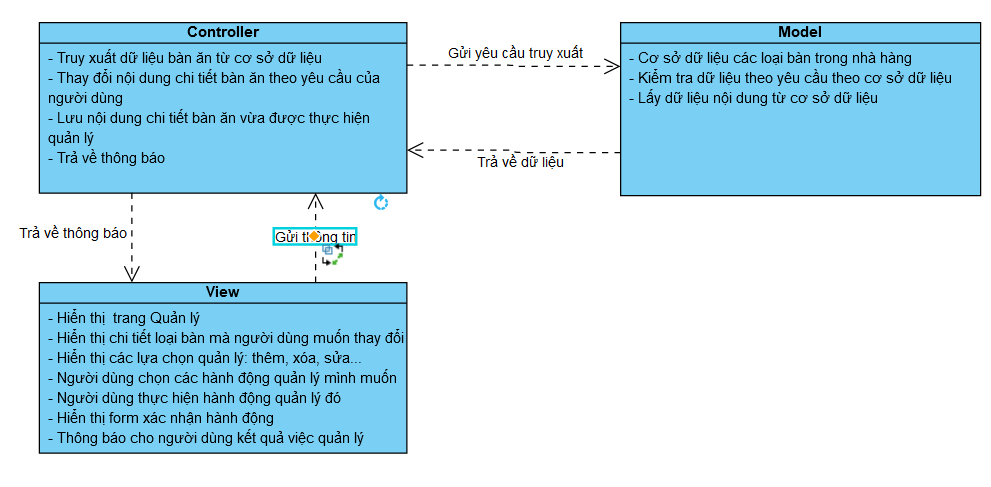 Controller
- Truy xuất dữ liệu bàn ăn từ cơ sở dữ liệu
- Thay đổi nội dung chi tiết bàn ăn theo yêu cầu của
người dùng
- Lưu nội dung chi tiết bàn ăn vừa được thực hiện
quản lý
- Trả về thông báo
Gửi yêu cầu truy xuất
Trả về dữ liệu
Model
- Cơ sở dữ liệu các loại bàn trong nhà hàng
- Kiểm tra dữ liệu theo yêu cầu theo cơ sở dữ liệu
- Lấy dữ liệu nội dung từ cơ sở dữ liệu
Trả về thông báo
Gửi thông tin
View
- Hiển thị  trang Quản lý
- Hiển thị chi tiết loại bàn mà người dùng muốn thay đổi
- Hiển thị các lựa chọn quản lý: thêm, xóa, sửa...
- Người dùng chọn các hành động quản lý mình muốn
- Người dùng thực hiện hành động quản lý đó
- Hiển thị form xác nhận hành động
- Thông báo cho người dùng kết quả việc quản lý